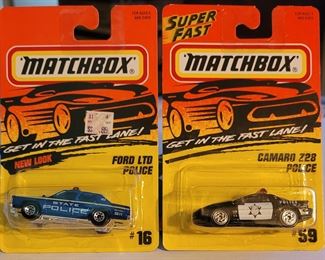 MATCHBOX
GET IN THE FAST LANE!
NEW LOOK
FORD LTD
POLICE
STATE
POLICE
#16
SUPER
FAST
MATCHBOX
GET IN THE FAST LANE!
CAMARO Z28
POLICE
POLICE
#59